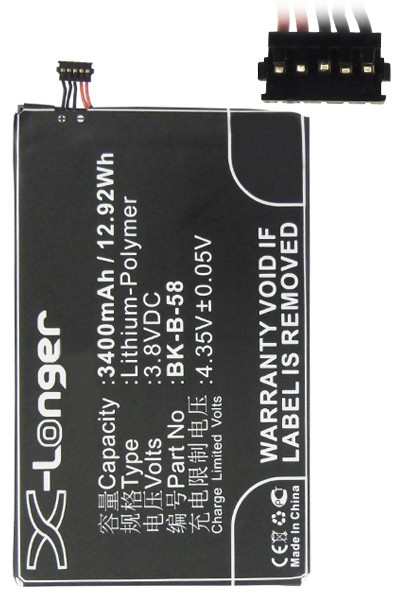 X-Longer
容量Capacity :3400mAh / 12.92Wh
规格Type :Lithium-Polymer
电压Volts :3.8VDC
编号Part No :BK-B-58
充电限制电压 :4.35V±0.05V
Charge Limited Volts
WARRANTY VOID IF
LABEL IS REMOVED
CE
Made In China